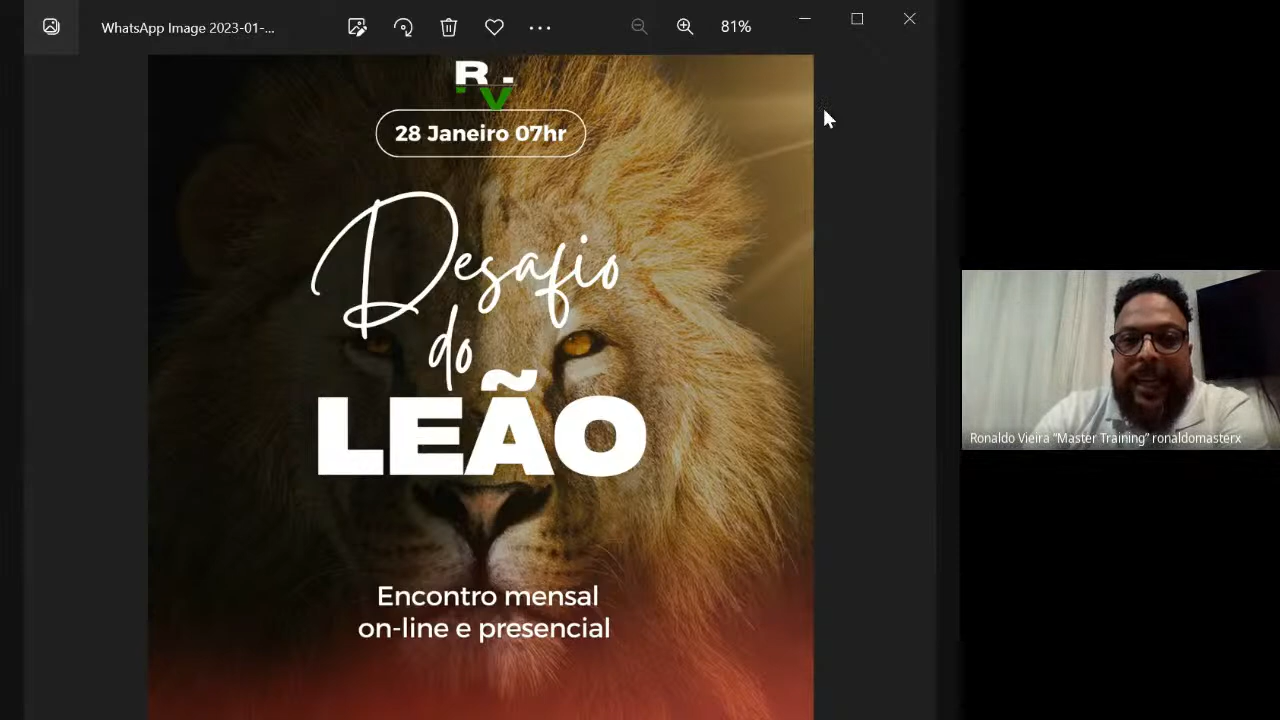 WhatsApp Image 2023-01-...
81%
R.
V
28 Janeiro 07hr
Desafio
do
LEÃO
Encontro mensal
on-line e presencial
Ronaldo Vieira "Master Training" ronaldomasterx